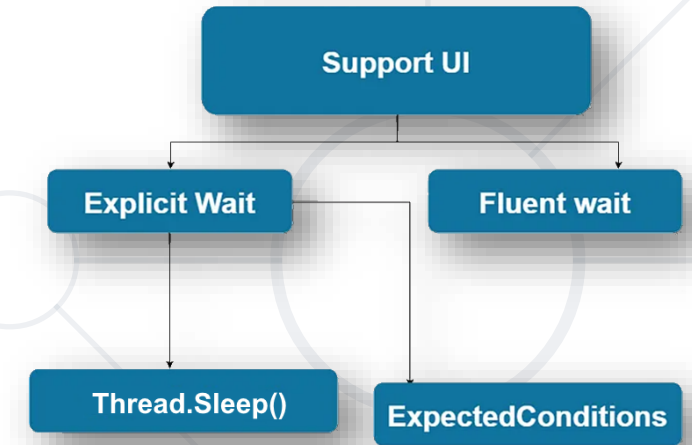 Support UI
Explicit Wait
Fluent wait
Thread.Sleep()
ExpectedConditions